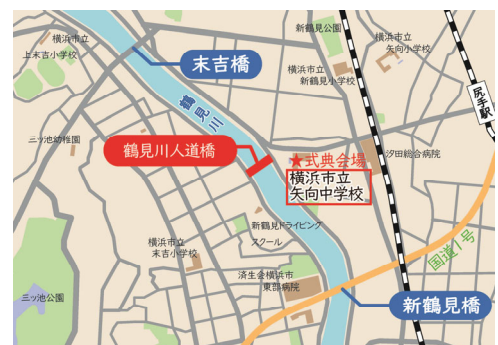 新鶴見公園
横浜市立
上末吉小学校
末吉橋
横浜市立
矢向小学校
横浜市立
新鶴見小学校
尻手駅
鶴見川
三ッ池幼稚園
鶴見川人道橋
★式典会場
横浜市立
矢向中学校
汐田総合病院
新鶴見ドライビング
スクール
横浜市立
末吉小学校
国道1号
済生会横浜市
東部病院
三ッ池公園
新鶴見橋